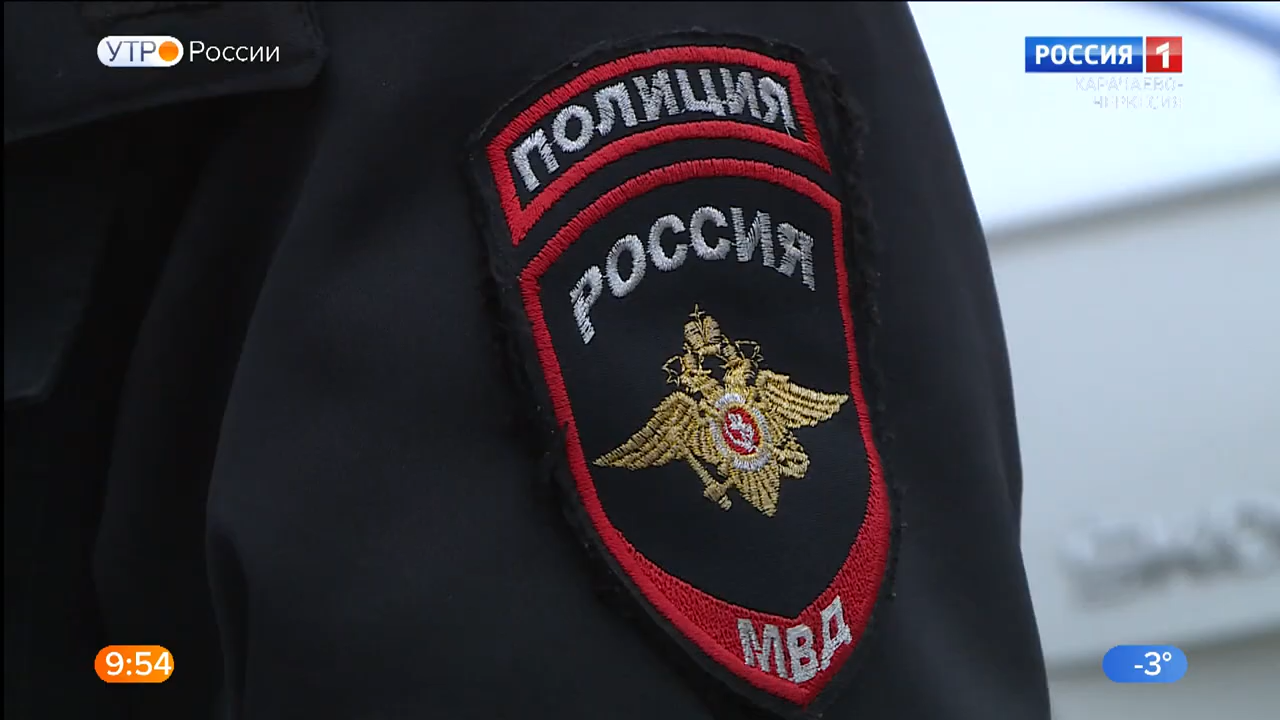 УТРО России
РОССИЯ 1
КАРАЧАЕВО-
ЧЕРКЕСИЯ
ПОЛИЦИЯ
РОССИЯ
МВД
9:54
-3°